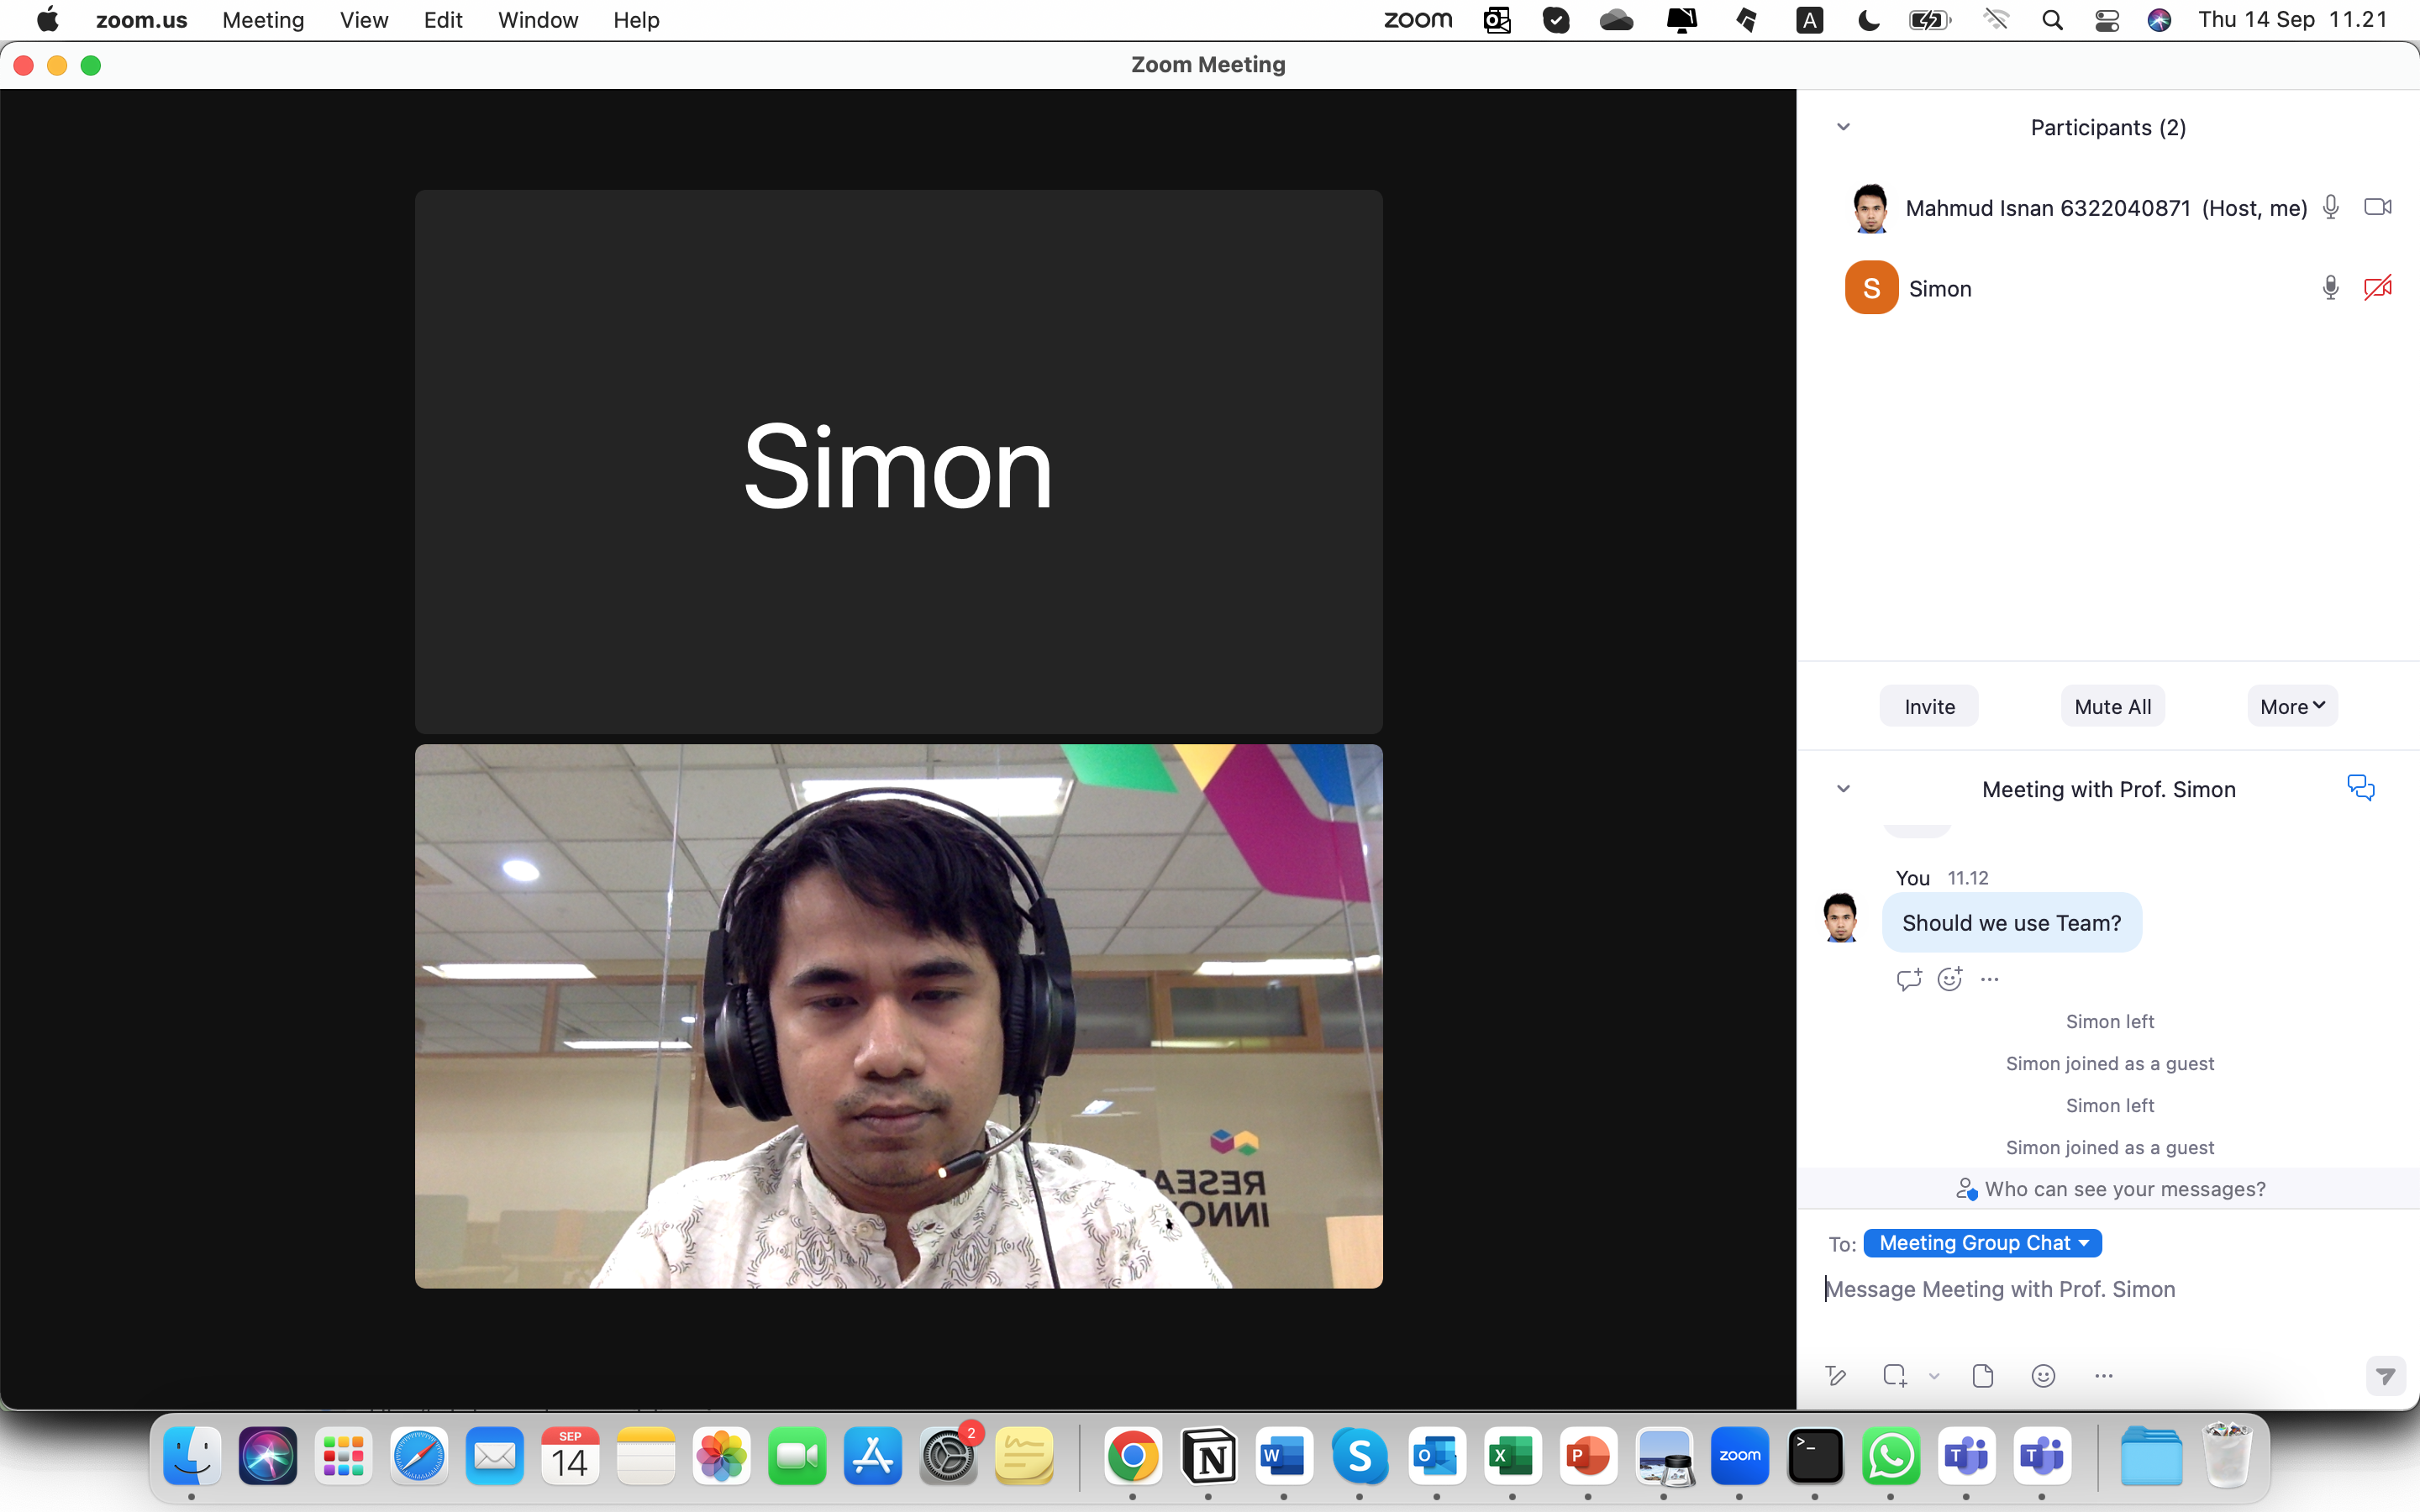 zoom.us Meeting View Edit Window Help zoom A Thu 14 Sep 11.21
Zoom Meeting
Participants (2)
Mahmud Isnan 6322040871 (Host, me)
S Simon
Simon
Invite Mute All More
Meeting with Prof. Simon
You 11.12
Should we use Team?
Simon left
Simon joined as a guest
Simon left
Simon joined as a guest
Who can see your messages?
RESEA
INNO
To: Meeting Group Chat
Message Meeting with Prof. Simon
SEP
14
2
N
W
S
O
X
P
zoom
>_
T
T